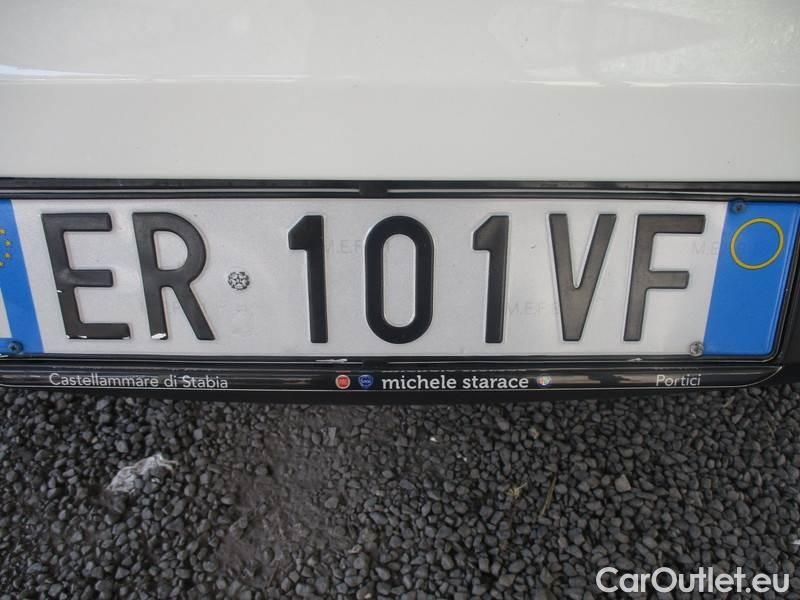 ER 101VF
Castellammare di Stabia michele starace Portici
CarOutlet.eu